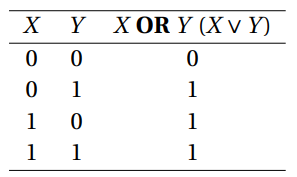 X Y X OR Y (X ∨ Y)
0 0 0
0 1 1
1 0 1
1 1 1